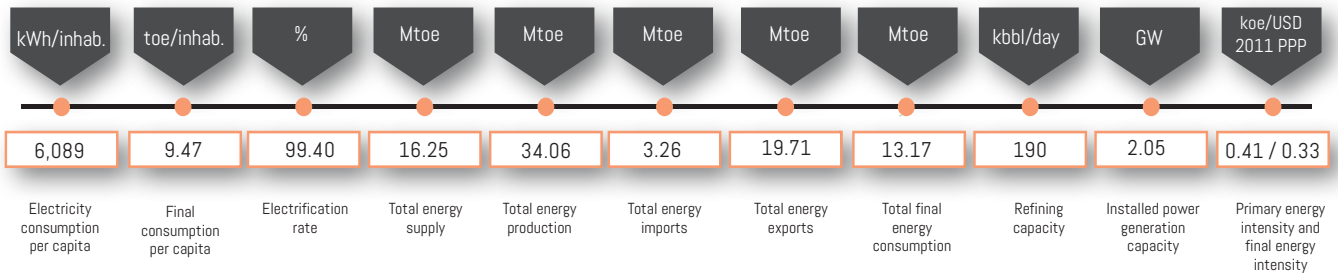 kWh/inhab.
toe/inhab.
%
Mtoe
Mtoe
Mtoe
Mtoe
Mtoe
kbbl/day
GW
koe/USD
2011 PPP
6,089
9.47
99.40
16.25
34.06
3.26
19.71
13.17
190
2.05
0.41 / 0.33
Electricity
consumption
per capita
Final
consumption
per capita
Electrification
rate
Total energy
supply
Total energy
production
Total energy
imports
Total energy
exports
Total final
energy
consumption
Refining
capacity
Installed power
generation
capacity
Primary energy
intensity and
final energy
intensity